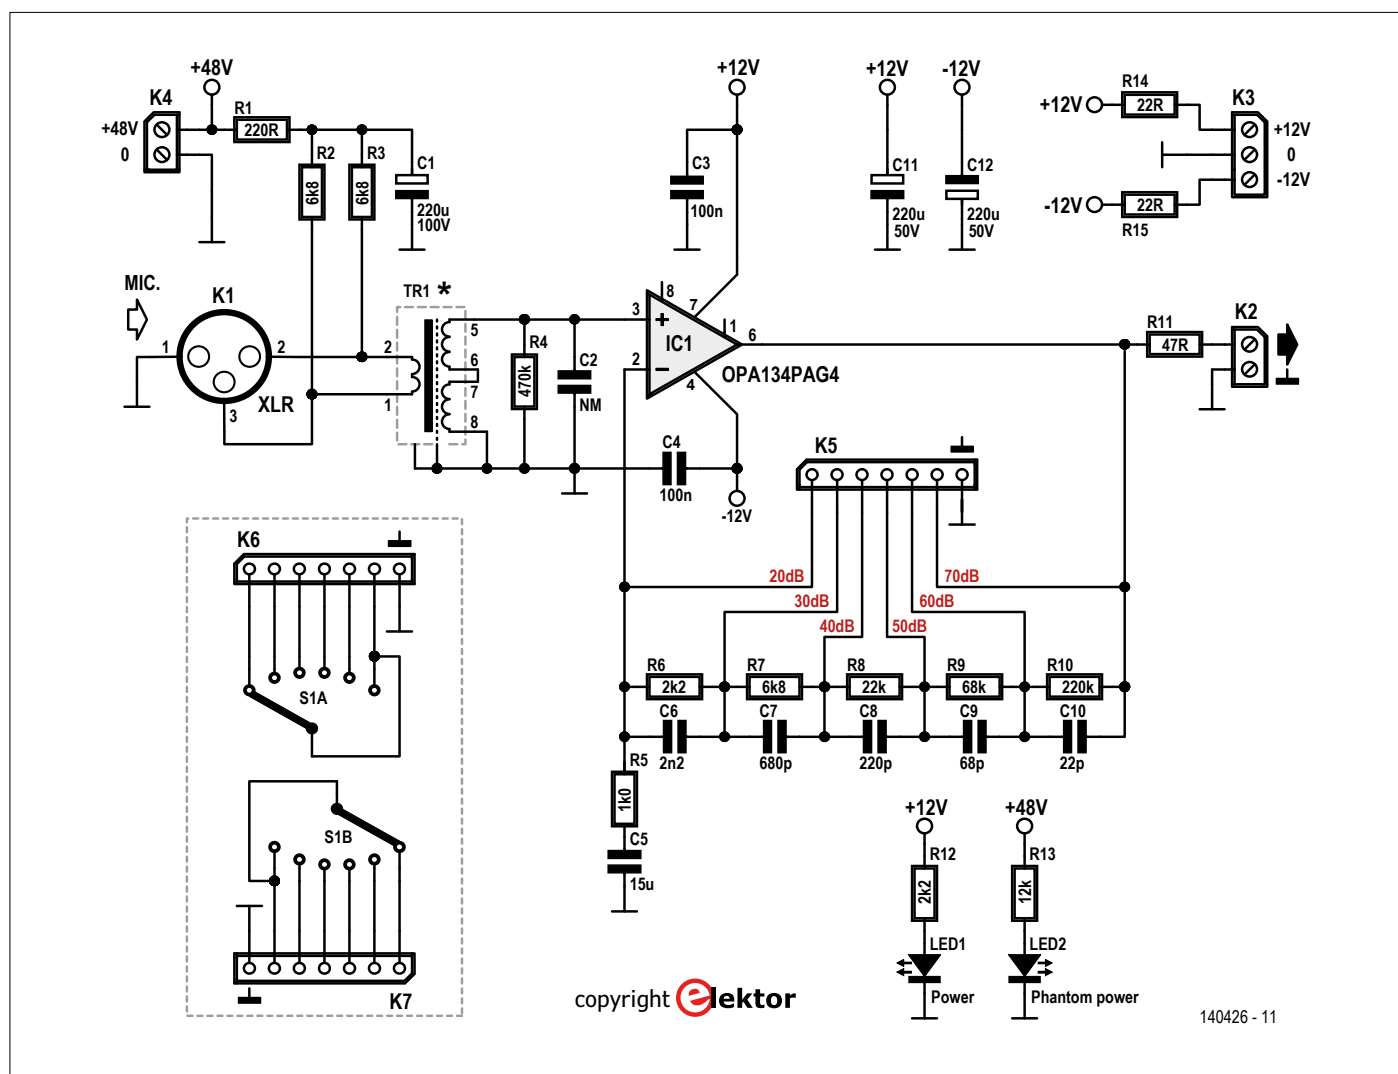 +48V
K4
R1
220R
+48V
0
R2
6k8
R3
6k8
C1
220u
100V
+12V
C3
100n
+12V
-12V
C11
220u
50V
C12
220u
50V
R14
+12V
22R
K3
+12V
0
-12V
-12V
22R
R15
MIC.
K1
1
2
3
XLR
TR1 *
2
1
5
6
7
8
R4
470k
C2
NM
3
2
8
7
1
6
4
+
IC1
−
OPA134PAG4
C4
100n
-12V
R11
47R
K2
K5
20dB
30dB
40dB
50dB
60dB
70dB
R6
2k2
R7
6k8
R8
22k
R9
68k
R10
220k
C6
2n2
C7
680p
C8
220p
C9
68p
C10
22p
R5
1k0
C5
15u
K6
S1A
S1B
K7
+12V
R12
2k2
LED1
Power
+48V
R13
12k
LED2
Phantom power
copyright elektor
140426 - 11